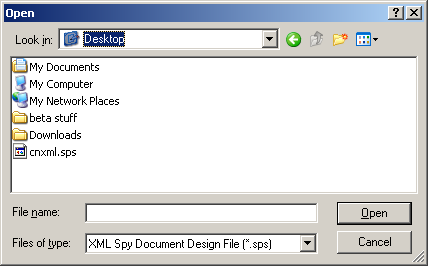 Open
Look in: Desktop
My Documents
My Computer
My Network Places
beta stuff
Downloads
cnxml.sps
File name: Open
Files of type: XML Spy Document Design File (*.sps) Cancel